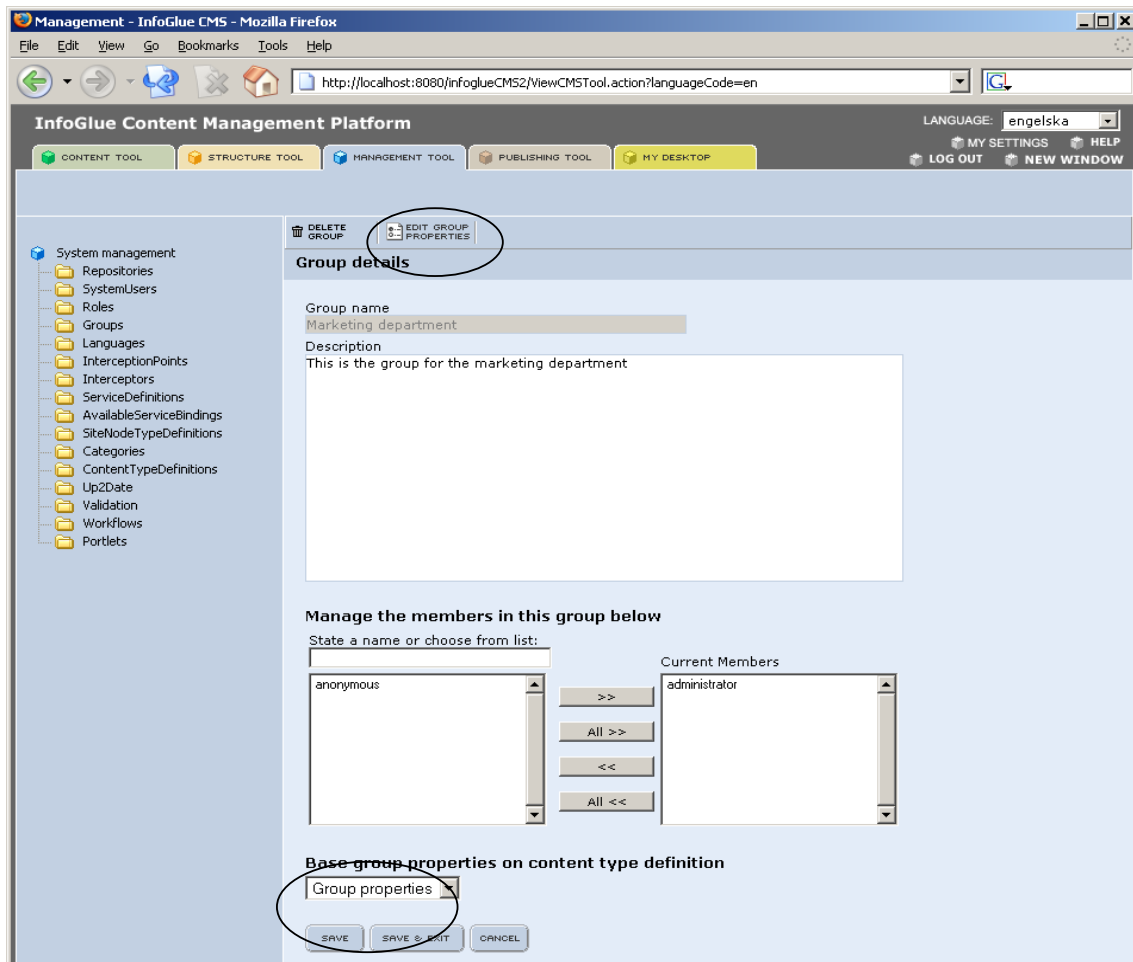 Management - InfoGlue CMS - Mozilla Firefox
File Edit View Go Bookmarks Tools Help
http://localhost:8080/infoglueCMS2/ViewCMSTool.action?languageCode=en
G
InfoGlue Content Management Platform
LANGUAGE: engelska
MY SETTINGS HELP
LOG OUT NEW WINDOW
CONTENT TOOL STRUCTURE TOOL MANAGEMENT TOOL PUBLISHING TOOL MY DESKTOP
DELETE GROUP
EDIT GROUP PROPERTIES
System management
Repositories
SystemUsers
Roles
Groups
Languages
InterceptionPoints
Interceptors
ServiceDefinitions
AvailableServiceBindings
SiteNodeTypeDefinitions
Categories
ContentTypeDefinitions
Up2Date
Validation
Workflows
Portlets
Group details
Group name
Marketing department
Description
This is the group for the marketing department
Manage the members in this group below
State a name or choose from list:
Current Members
anonymous
administrator
>>
All >>
<<
All <<
Base group properties on content type definition
Group properties
SAVE SAVE & EXIT CANCEL